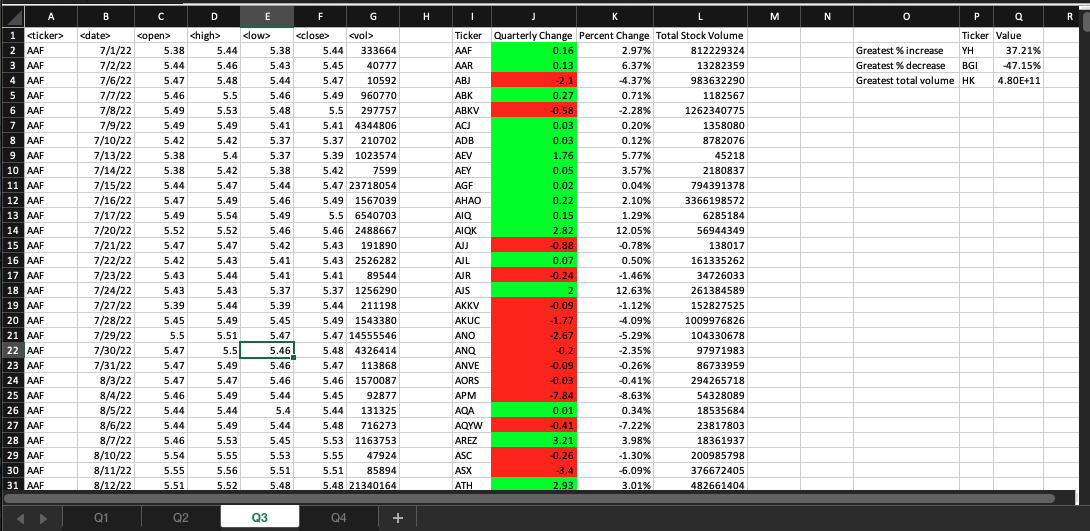 A B C D E F G H I J K L M N O P Q R
1 <ticker> <date> <open> <high> <low> <close> <vol> Ticker Quarterly Change Percent Change Total Stock Volume Ticker Value
2 AAF 7/1/22 5.38 5.44 5.38 5.44 333664 AAF 0.16 2.97% 812229324 Greatest % increase YH 37.21%
3 AAF 7/2/22 5.44 5.46 5.43 5.45 40777 AAR 0.13 6.37% 13282359 Greatest % decrease BGI -47.15%
4 AAF 7/6/22 5.47 5.48 5.44 5.47 10592 ABJ -2.1 -4.37% 983632290 Greatest total volume HK 4.80E+11
5 AAF 7/7/22 5.46 5.5 5.46 5.49 960770 ABK 0.27 0.71% 1182567
6 AAF 7/8/22 5.49 5.53 5.48 5.5 297757 ABKV -0.58 -2.28% 1262340775
7 AAF 7/9/22 5.49 5.49 5.41 5.41 4344806 ACJ 0.03 0.20% 1358080
8 AAF 7/10/22 5.42 5.42 5.37 5.37 210702 ADB 0.03 0.12% 8782076
9 AAF 7/13/22 5.38 5.4 5.37 5.39 1023574 AEV 1.76 5.77% 45218
10 AAF 7/14/22 5.38 5.42 5.38 5.42 7599 AEY 0.05 3.57% 2180837
11 AAF 7/15/22 5.44 5.47 5.44 5.47 23718054 AGF 0.02 0.04% 794391378
12 AAF 7/16/22 5.47 5.49 5.46 5.49 1567039 AHAO 0.22 2.10% 3366198572
13 AAF 7/17/22 5.49 5.54 5.49 5.5 6540703 AIQ 0.15 1.29% 6285184
14 AAF 7/20/22 5.52 5.52 5.46 5.46 2488667 AIQK 2.82 12.05% 56944349
15 AAF 7/21/22 5.47 5.47 5.42 5.43 191890 AJJ -0.88 -0.78% 138017
16 AAF 7/22/22 5.42 5.43 5.41 5.43 2526282 AJL 0.07 0.50% 161335262
17 AAF 7/23/22 5.43 5.44 5.41 5.41 89544 AJR -0.24 -1.46% 34726033
18 AAF 7/24/22 5.43 5.43 5.37 5.37 1256290 AJS 2 12.63% 261384589
19 AAF 7/27/22 5.39 5.44 5.39 5.44 211198 AKKV -0.09 -1.12% 152827525
20 AAF 7/28/22 5.45 5.49 5.45 5.49 1543380 AKUC -1.77 -4.09% 1009976826
21 AAF 7/29/22 5.5 5.51 5.47 5.47 14555546 ANO -2.67 -5.29% 104330678
22 AAF 7/30/22 5.47 5.5 5.46 5.48 4326414 ANQ -0.2 -2.35% 97971983
23 AAF 7/31/22 5.47 5.49 5.46 5.47 113868 ANVE -0.09 -0.26% 86733959
24 AAF 8/3/22 5.47 5.47 5.46 5.46 1570087 AORS -0.03 -0.41% 294265718
25 AAF 8/4/22 5.46 5.49 5.44 5.45 92877 APM -7.84 -8.63% 54328089
26 AAF 8/5/22 5.44 5.44 5.4 5.44 131325 AQA 0.01 0.34% 18535684
27 AAF 8/6/22 5.44 5.49 5.44 5.48 716273 AQYW -0.41 -7.22% 23817803
28 AAF 8/7/22 5.46 5.53 5.45 5.53 1163753 AREZ 3.21 3.98% 18361937
29 AAF 8/10/22 5.54 5.55 5.53 5.55 47924 ASC -0.26 -1.30% 200985798
30 AAF 8/11/22 5.55 5.56 5.51 5.51 85894 ASX -3.4 -6.09% 376672405
31 AAF 8/12/22 5.51 5.52 5.48 5.48 21340164 ATH 2.93 3.01% 482661404
Q1 Q2 Q3 Q4 +